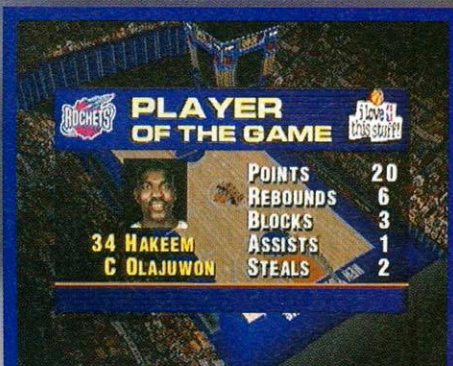 ROCKETS
PLAYER
OF THE GAME
i love
this stuff!
POINTS 20
REBOUNDS 6
BLOCKS 3
ASSISTS 1
STEALS 2
34 HAKEEM
C OLAJUWON